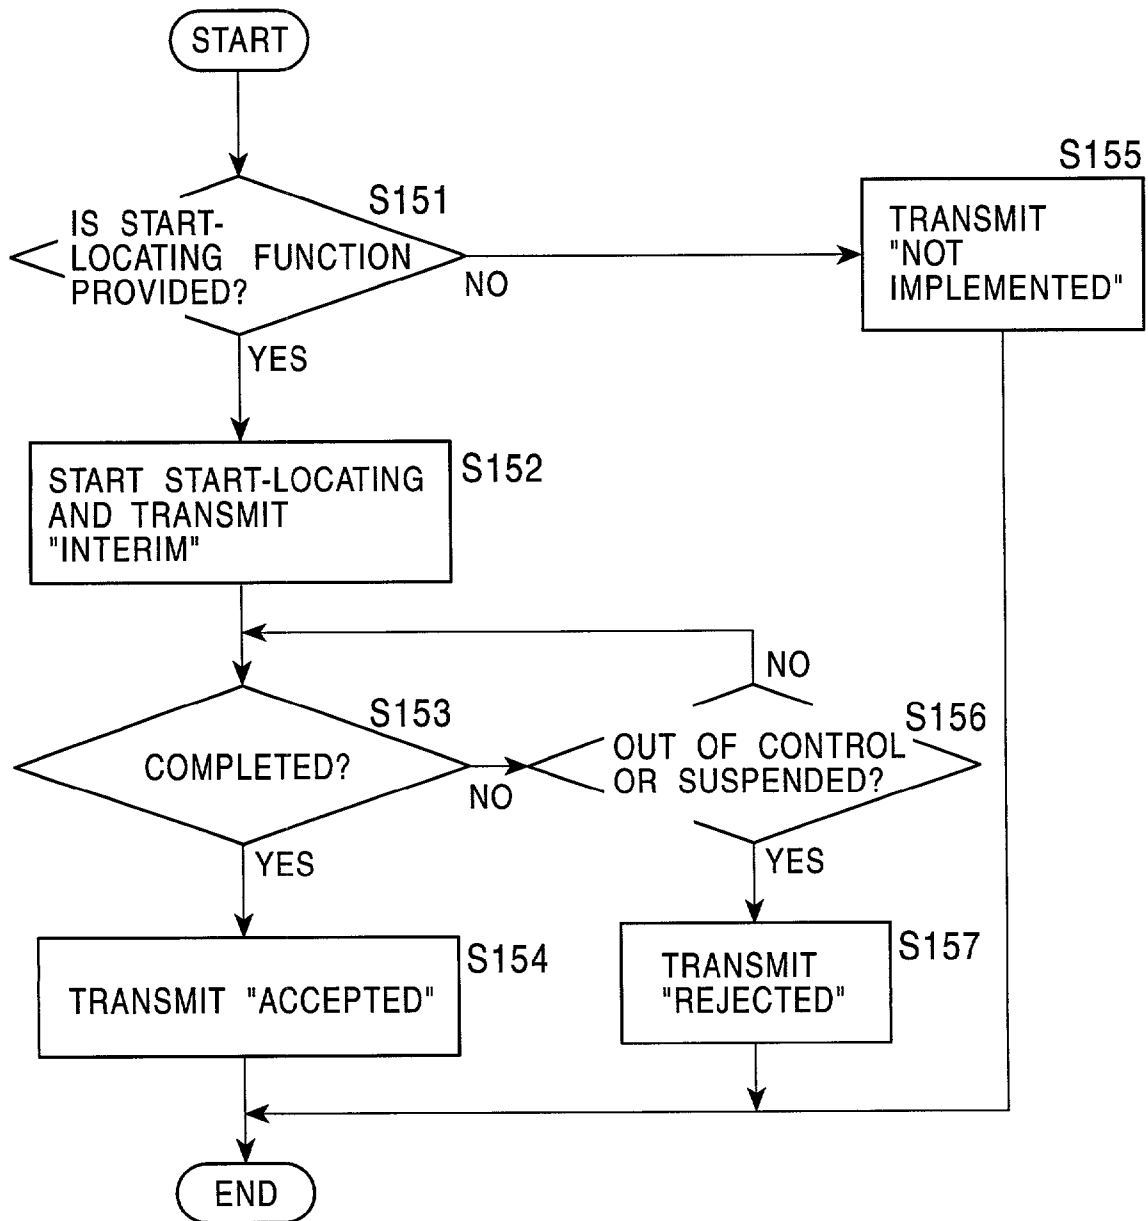 START
S151
IS START-
LOCATING FUNCTION
PROVIDED?
NO
YES
S155
TRANSMIT
"NOT
IMPLEMENTED"
S152
START START-LOCATING
AND TRANSMIT
"INTERIM"
S153
COMPLETED?
NO
YES
NO
S156
OUT OF CONTROL
OR SUSPENDED?
YES
S154
TRANSMIT "ACCEPTED"
S157
TRANSMIT
"REJECTED"
END